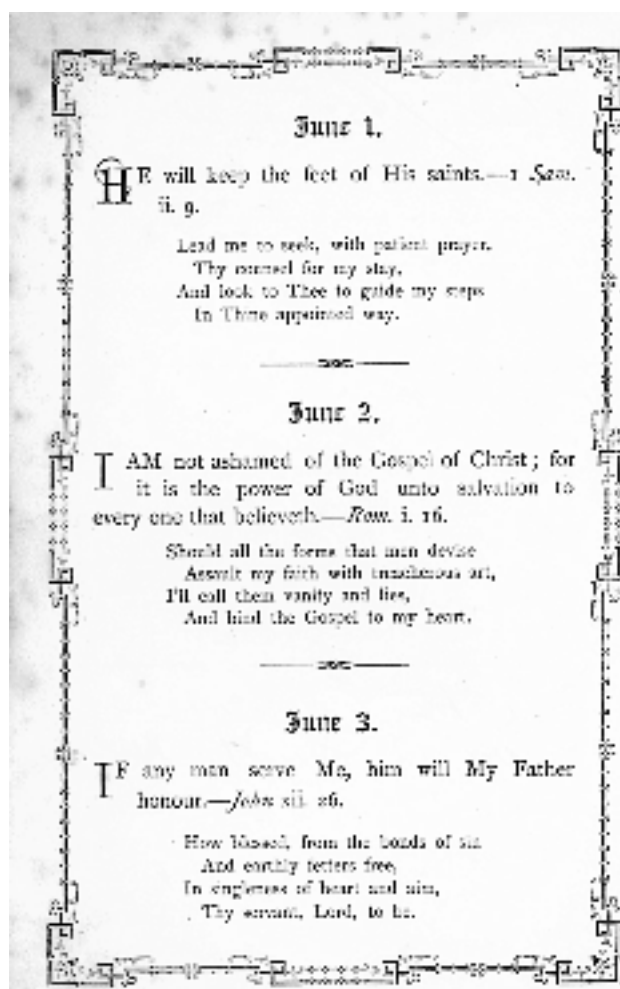 June 1.
HE will keep the feet of His saints.—1 Sam.
ii. 9.
Lead me to seek, with patient prayer,
Thy counsel for my stay,
And look to Thee to guide my steps
In Thine appointed way.
June 2.
I AM not ashamed of the Gospel of Christ; for
it is the power of God unto salvation to
every one that believeth.—Rom. i. 16.
Should all the forms that men devise
Assault my faith with treacherous art,
I'll call them vanity and lies,
And bind the Gospel to my heart.
June 3.
IF any man serve Me, him will My Father
honour.—John xii. 26.
How blessed, from the bonds of sin
And earthly fetters free,
In singleness of heart and aim,
Thy servant, Lord, to be.